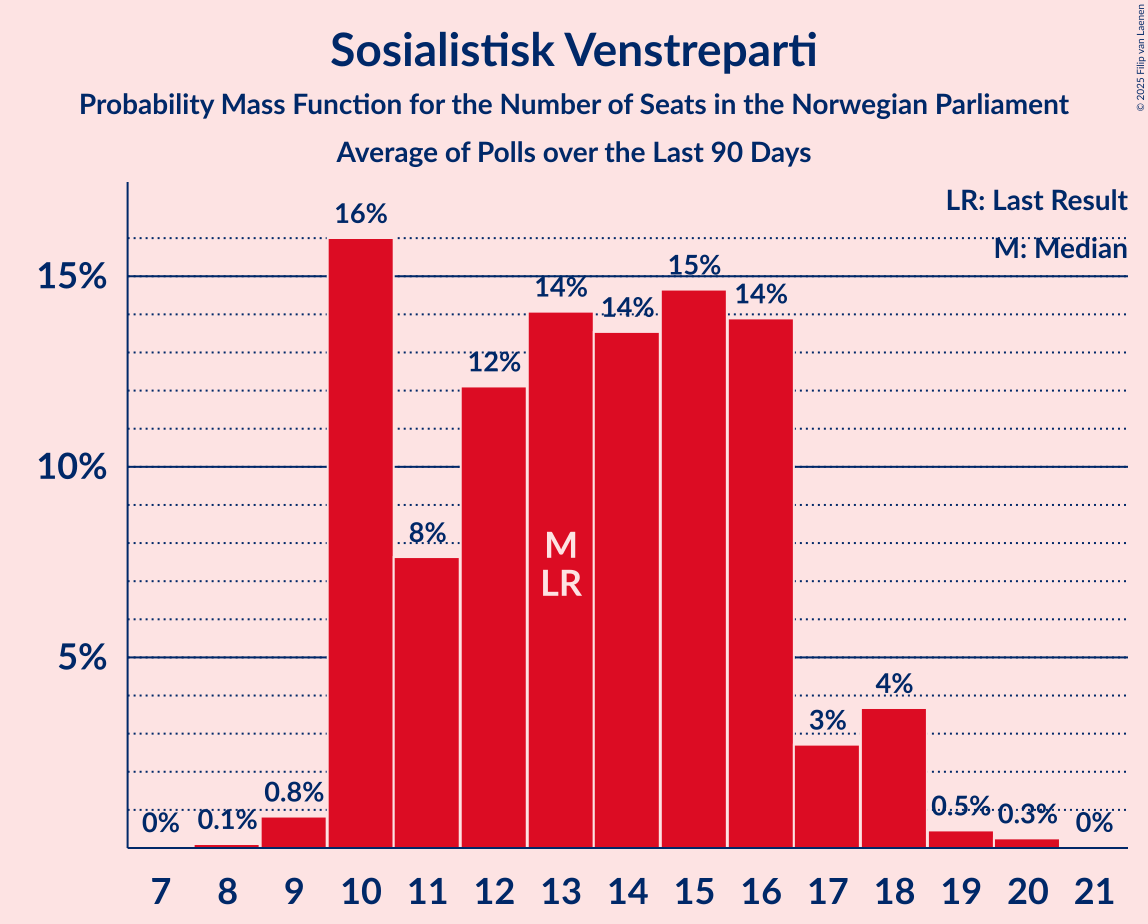 Sosialistisk Venstreparti
Probability Mass Function for the Number of Seats in the Norwegian Parliament
Average of Polls over the Last 90 Days
© 2025 Filip van Laenen
LR: Last Result
M: Median
15%
10%
5%
0%
0.1%
0.8%
16%
8%
12%
14%
14%
15%
14%
3%
4%
0.5%
0.3%
0%
M
LR
7 8 9 10 11 12 13 14 15 16 17 18 19 20 21